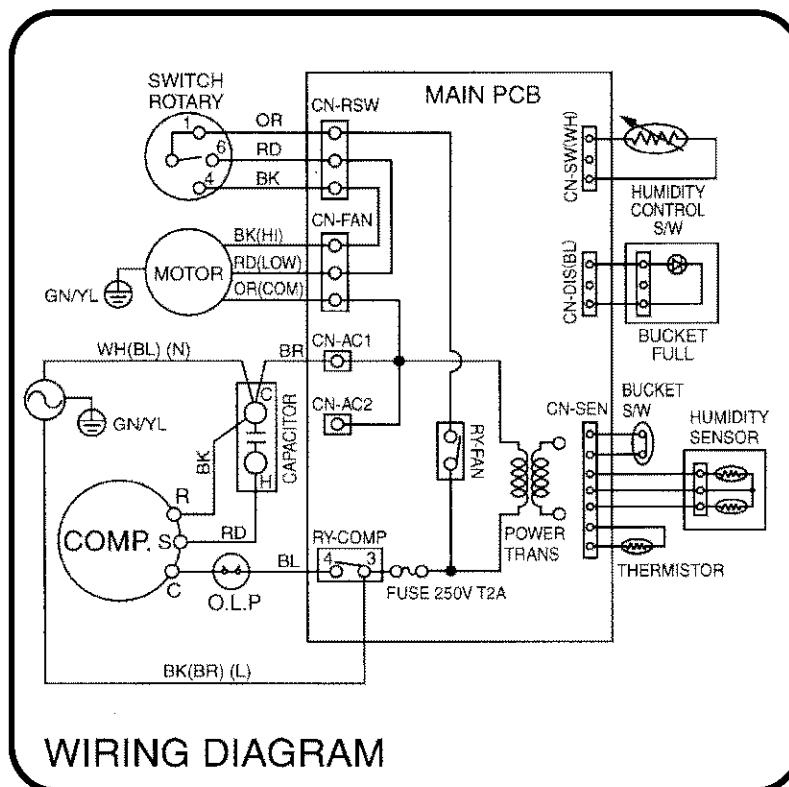 SWITCH
ROTARY
1
6
4
OR
RD
BK
CN-RSW
MAIN PCB
CN-SW(WH)
HUMIDITY
CONTROL
S/W
CN-FAN
BK(HI)
RD(LOW)
OR(COM)
MOTOR
GN/YL
CN-DIS(BL)
BUCKET
FULL
WH(BL) (N)
BR
CN-AC1
CN-AC2
GN/YL
C
H
CAPACITOR
BK
RY-FAN
POWER
TRANS
CN-SEN
BUCKET
S/W
HUMIDITY
SENSOR
THERMISTOR
COMP.
R
S
C
RD
BL
O.L.P
RY-COMP
4
3
FUSE 250V T2A
BK(BR) (L)
WIRING DIAGRAM